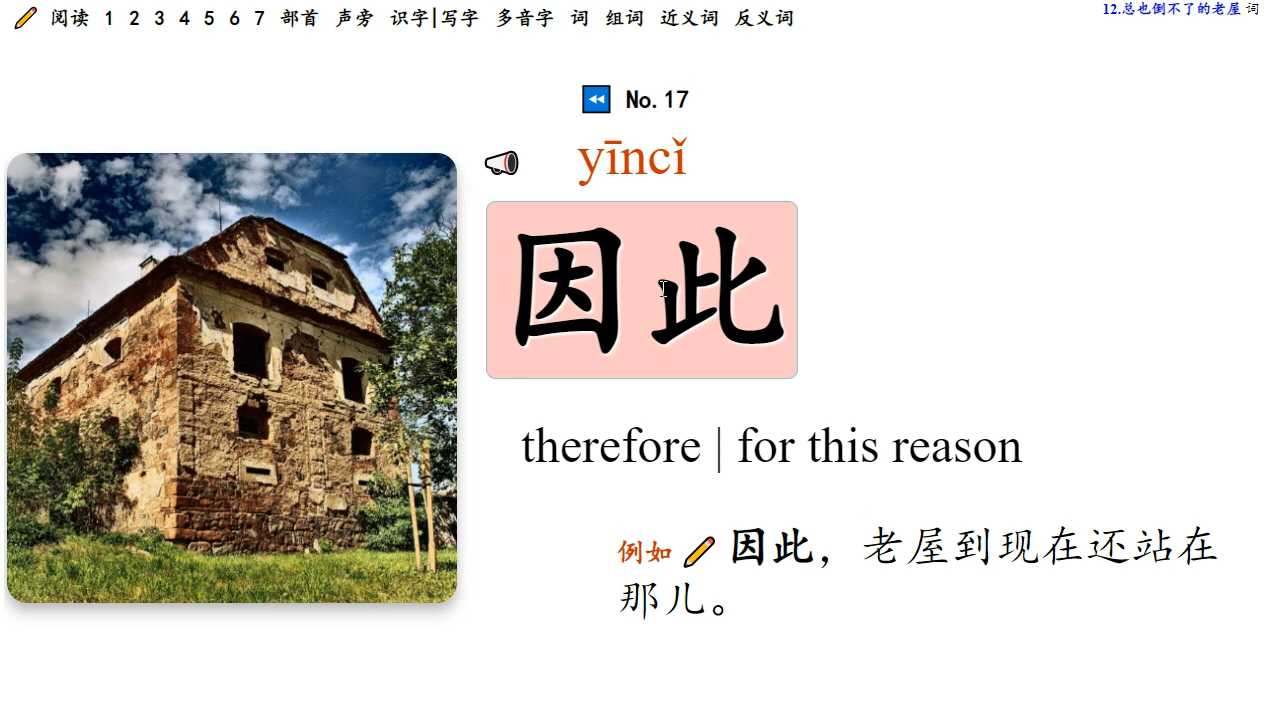 阅读 1 2 3 4 5 6 7 部首 声旁 识字|写字 多音字 词 组词 近义词 反义词
12.总也倒不了的老屋 词
No.17
yīncǐ
因此
therefore | for this reason
例如 因此，老屋到现在还站在
那儿。